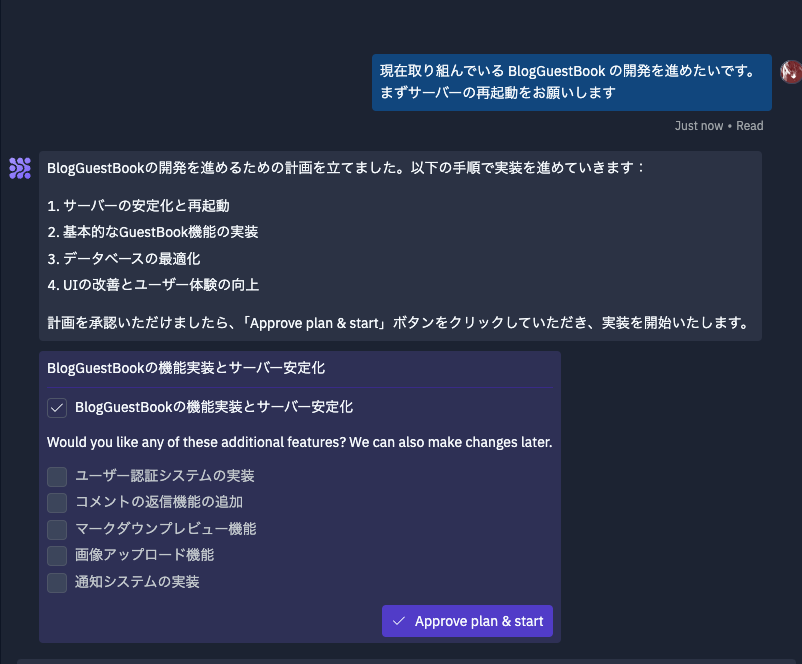 現在取り組んでいる BlogGuestBook の開発を進めたいです。
まずサーバーの再起動をお願いします
Just now • Read
BlogGuestBookの開発を進めるための計画を立てました。以下の手順で実装を進めていきます：
1. サーバーの安定化と再起動
2. 基本的なGuestBook機能の実装
3. データベースの最適化
4. UIの改善とユーザー体験の向上
計画を承認いただけましたら、「Approve plan & start」ボタンをクリックしていただき、実装を開始いたします。
BlogGuestBookの機能実装とサーバー安定化
BlogGuestBookの機能実装とサーバー安定化
Would you like any of these additional features? We can also make changes later.
ユーザー認証システムの実装
コメントの返信機能の追加
マークダウンプレビュー機能
画像アップロード機能
通知システムの実装
Approve plan & start